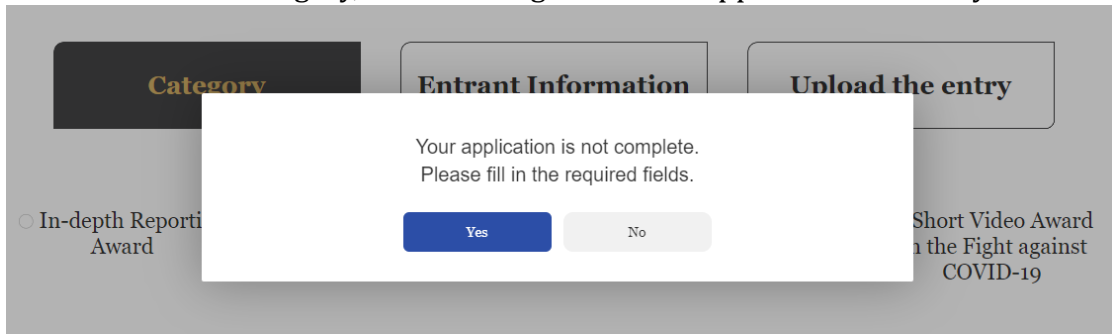 Category
Entrant Information
Upload the entry
Your application is not complete.
Please fill in the required fields.
Yes
No
In-depth
Award
Short Video Award
the Fight against
COVID-19